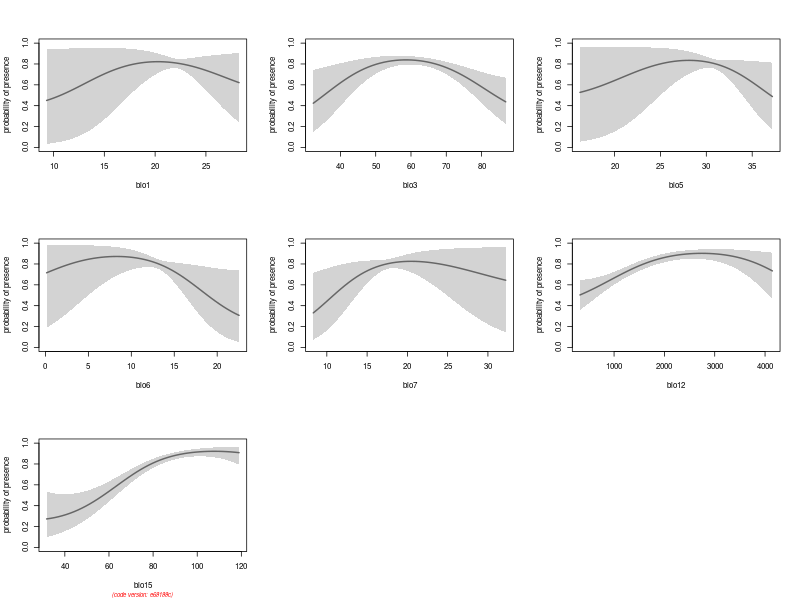 probability of presence
0.0 0.2 0.4 0.6 0.8 1.0
10 15 20 25
bio1
probability of presence
0.0 0.2 0.4 0.6 0.8 1.0
40 50 60 70 80
bio3
probability of presence
0.0 0.2 0.4 0.6 0.8 1.0
20 25 30 35
bio5
probability of presence
0.0 0.2 0.4 0.6 0.8 1.0
0 5 10 15 20
bio6
probability of presence
0.0 0.2 0.4 0.6 0.8 1.0
10 15 20 25 30
bio7
probability of presence
0.0 0.2 0.4 0.6 0.8 1.0
1000 2000 3000 4000
bio12
probability of presence
0.0 0.2 0.4 0.6 0.8 1.0
40 60 80 100 120
bio15
(code version: